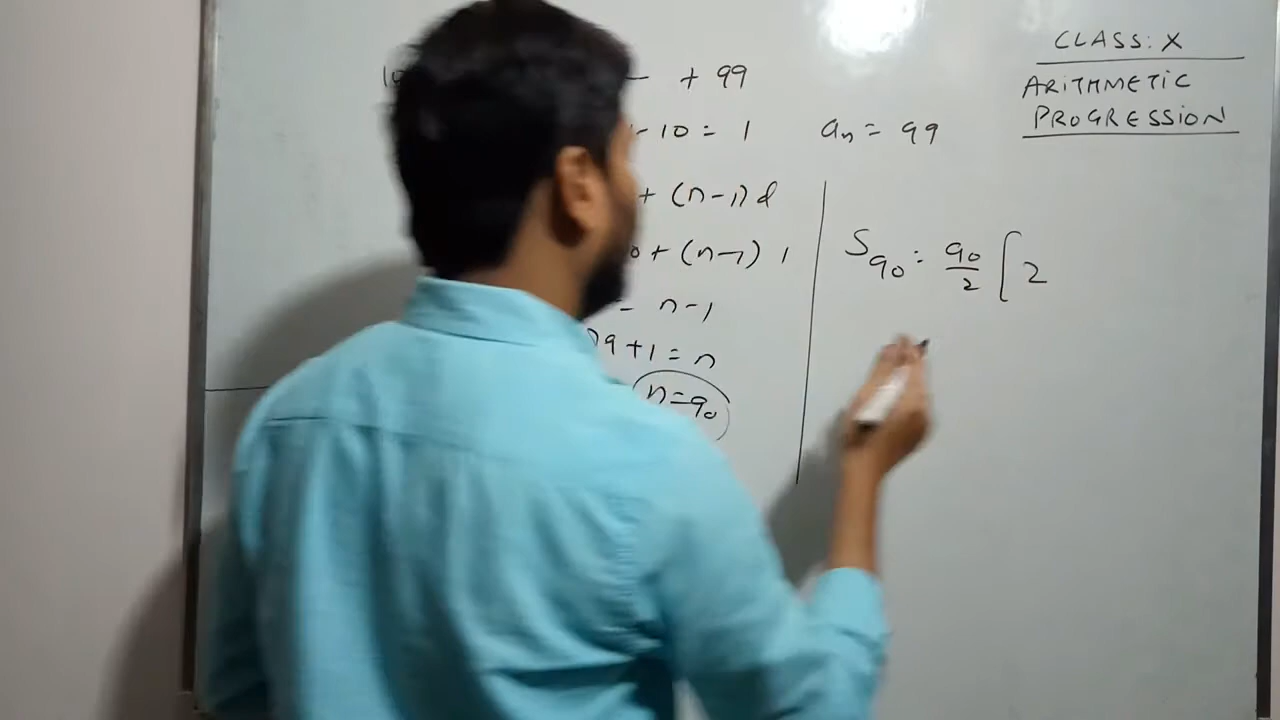 CLASS: X
ARITHMETIC
PROGRESSION
10 – + 99
- 10 = 1
aₙ = 99
+ (n-1) d
0 + (n-1) 1
- n-1
9 + 1 = n
n = 90
S₉₀ = 90/2 [ 2